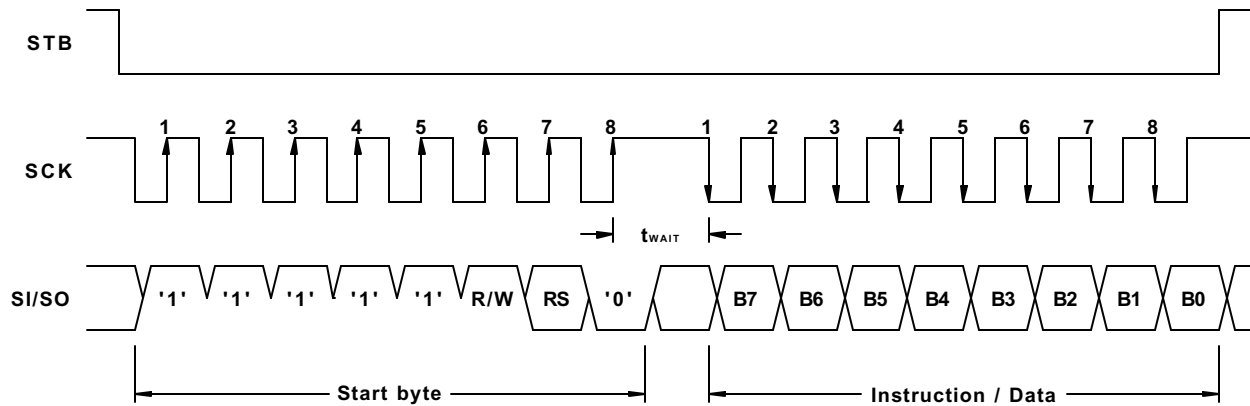 STB
1 2 3 4 5 6 7 8 1 2 3 4 5 6 7 8
SCK
tWAIT
SI/SO '1' '1' '1' '1' '1' R/W RS '0' B7 B6 B5 B4 B3 B2 B1 B0
Start byte Instruction / Data